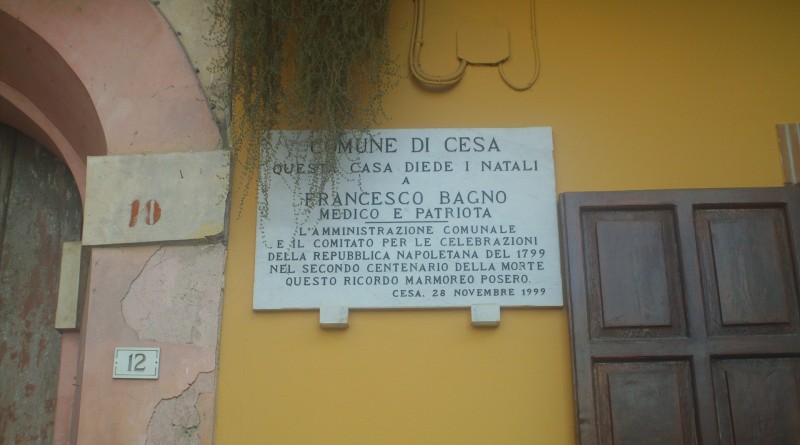 COMUNE DI CESA
QUESTA CASA DIEDE I NATALI
A
FRANCESCO BAGNO
MEDICO E PATRIOTA
L'AMMINISTRAZIONE COMUNALE
E IL COMITATO PER LE CELEBRAZIONI
DELLA REPUBBLICA NAPOLETANA DEL 1799
NEL SECONDO CENTENARIO DELLA MORTE
QUESTO RICORDO MARMOREO POSERO.
CESA, 28 NOVEMBRE 1999
10
12